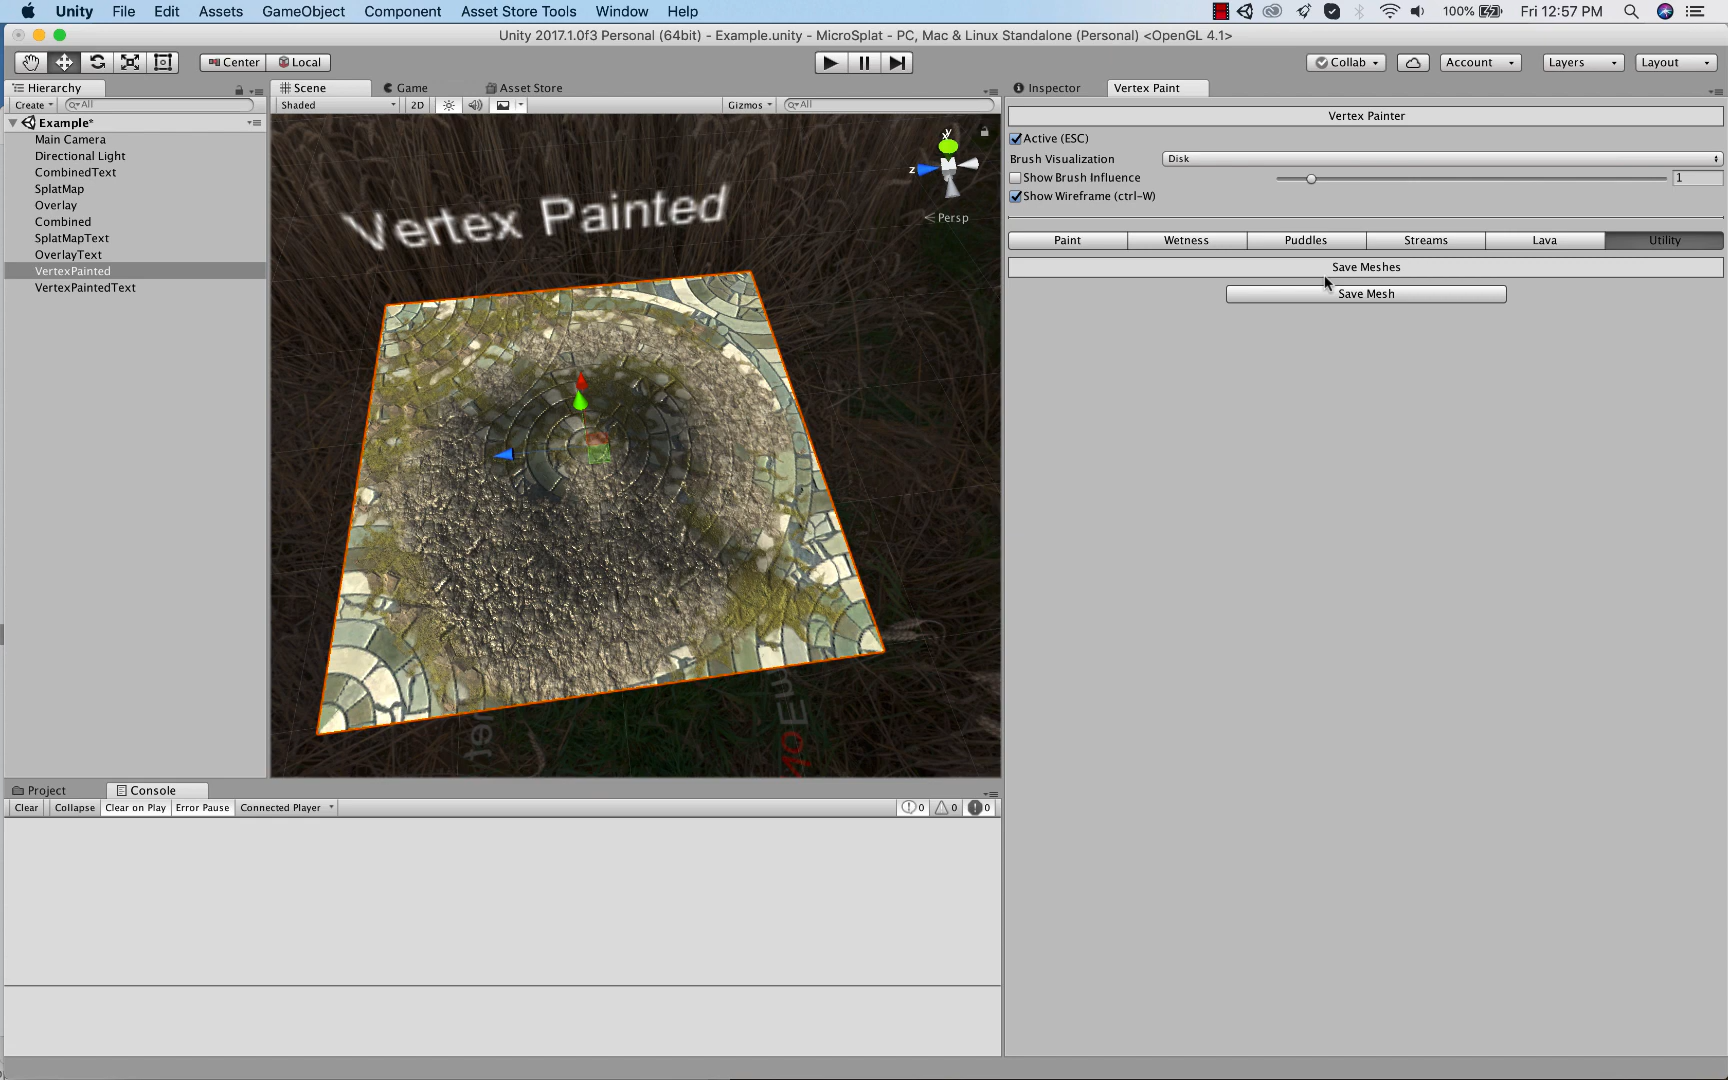 Unity File Edit Assets GameObject Component Asset Store Tools Window Help 100% Fri 12:57 PM
Unity 2017.1.0f3 Personal (64bit) - Example.unity - MicroSplat - PC, Mac & Linux Standalone (Personal) <OpenGL 4.1>
Center Local Collab Account Layers Layout
Hierarchy
Create All
Example*
Main Camera
Directional Light
CombinedText
SplatMap
Overlay
Combined
SplatMapText
OverlayText
VertexPainted
VertexPaintedText
Scene Game Asset Store
Shaded 2D Gizmos All
y
z
Persp
Vertex Painted
Inspector Vertex Paint
Vertex Painter
Active (ESC)
Brush Visualization Disk
Show Brush Influence 1
Show Wireframe (ctrl-W)
Paint Wetness Puddles Streams Lava Utility
Save Meshes
Save Mesh
Project Console
Clear Collapse Clear on Play Error Pause Connected Player 0 0 0